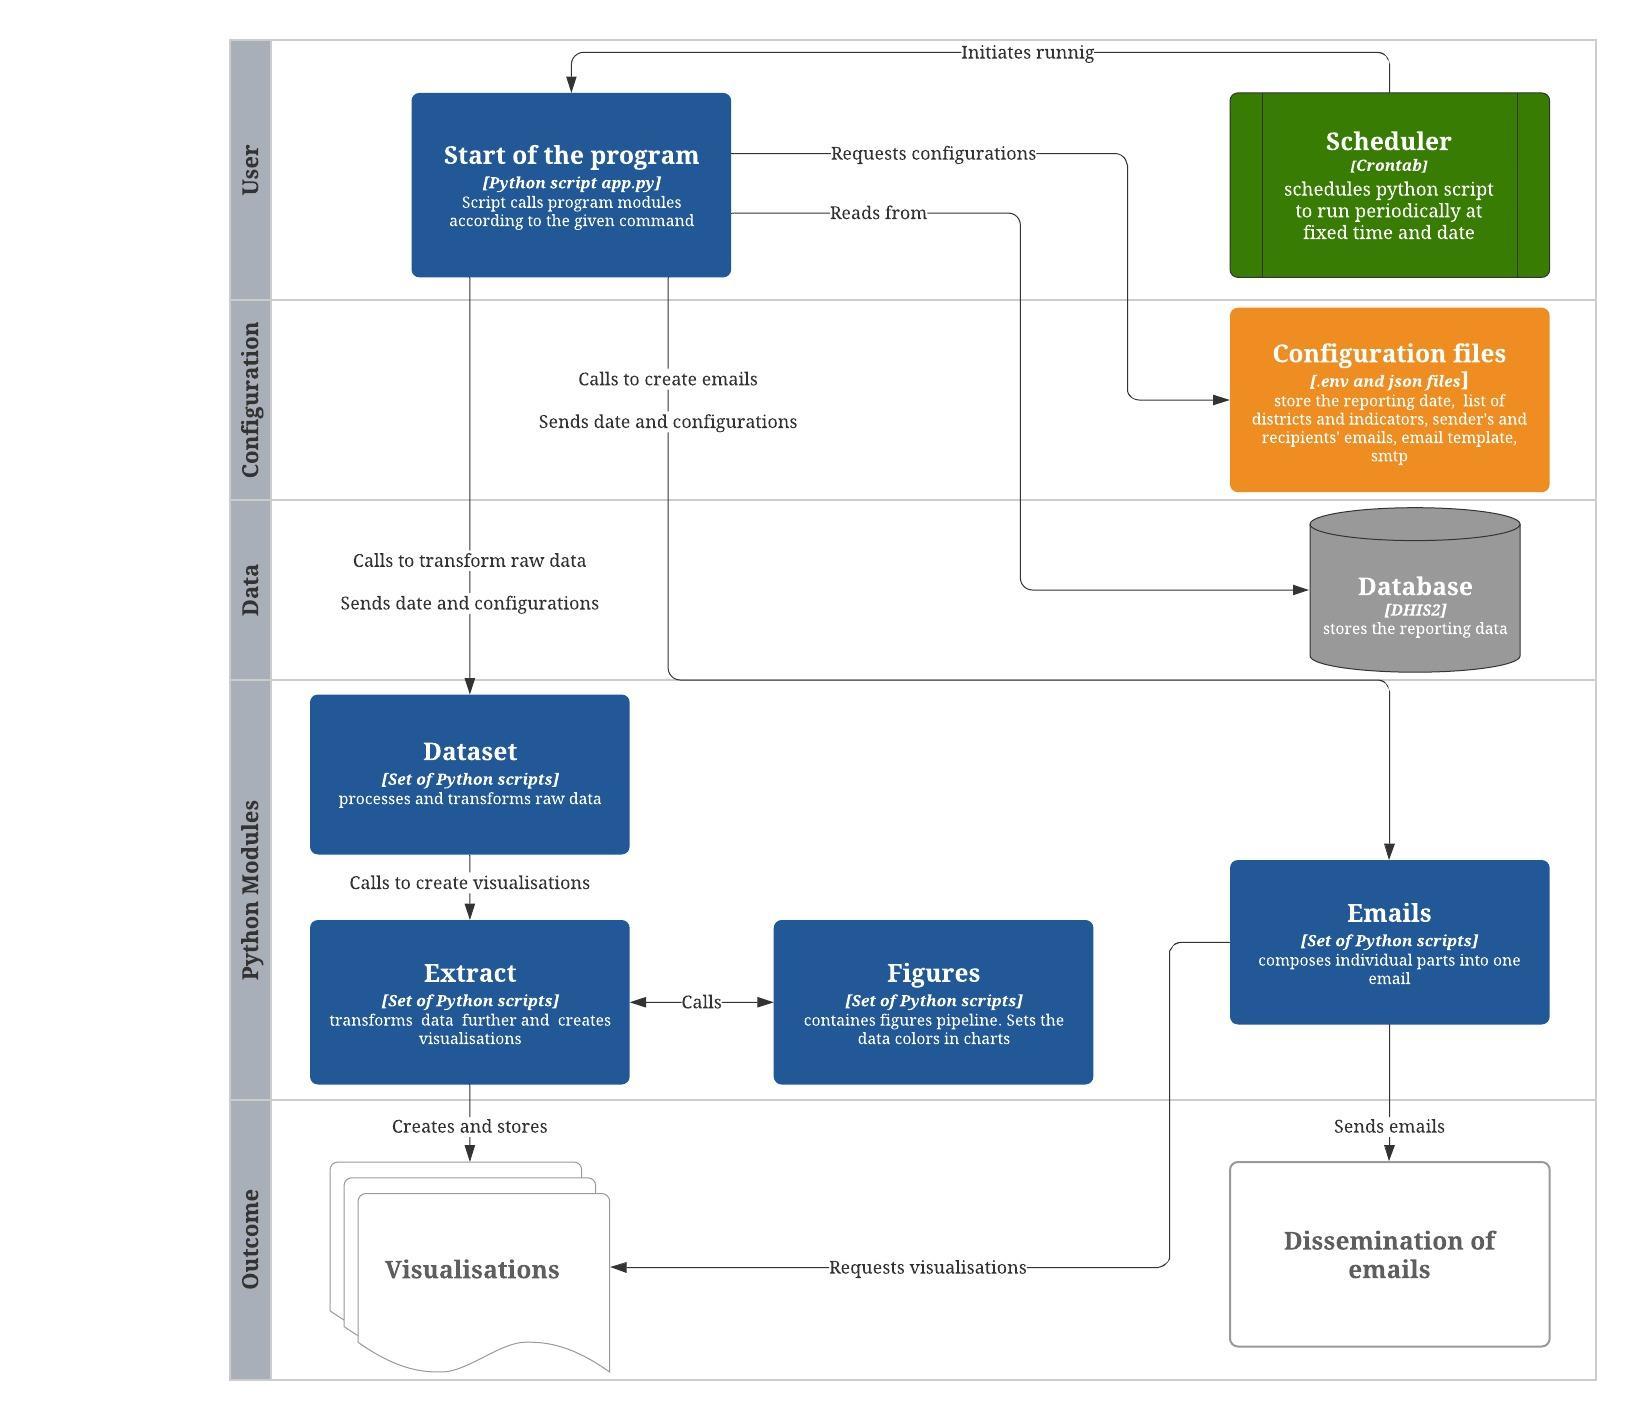 Initiates runnig
User
Start of the program
[Python script app.py]
Script calls program modules
according to the given command
Requests configurations
Reads from
Scheduler
[Crontab]
schedules python script
to run periodically at
fixed time and date
Configuration
Calls to create emails
Sends date and configurations
Configuration files
[.env and json files]
store the reporting date,  list of
districts and indicators, sender's and
recipients' emails, email template,
smtp
Data
Calls to transform raw data
Sends date and configurations
Database
[DHIS2]
stores the reporting data
Python Modules
Dataset
[Set of Python scripts]
processes and transforms raw data
Calls to create visualisations
Extract
[Set of Python scripts]
transforms  data  further and  creates
visualisations
Calls
Figures
[Set of Python scripts]
containes figures pipeline. Sets the
data colors in charts
Emails
[Set of Python scripts]
composes individual parts into one
email
Outcome
Creates and stores
Visualisations
Requests visualisations
Sends emails
Dissemination of
emails